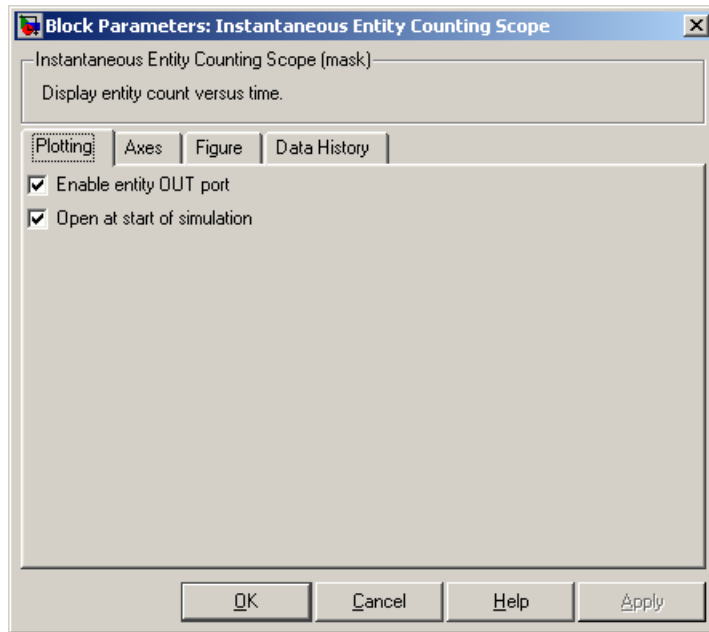 Block Parameters: Instantaneous Entity Counting Scope
Instantaneous Entity Counting Scope (mask)
Display entity count versus time.
Plotting Axes Figure Data History
Enable entity OUT port
Open at start of simulation
OK Cancel Help Apply